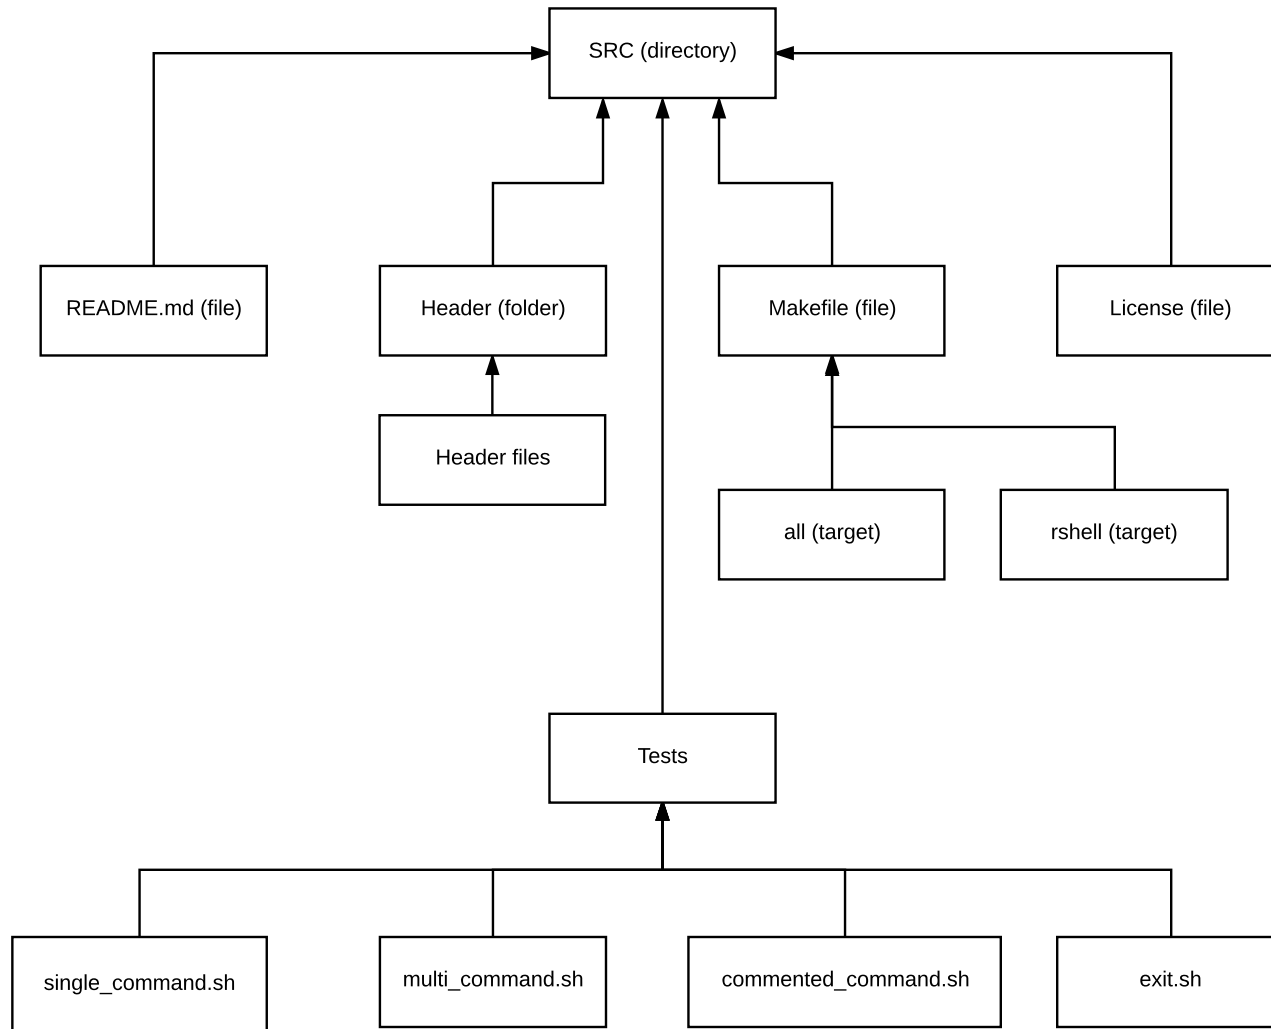 SRC (directory)
README.md (file)
Header (folder)
Makefile (file)
License (file)
Header files
all (target)
rshell (target)
Tests
single_command.sh
multi_command.sh
commented_command.sh
exit.sh